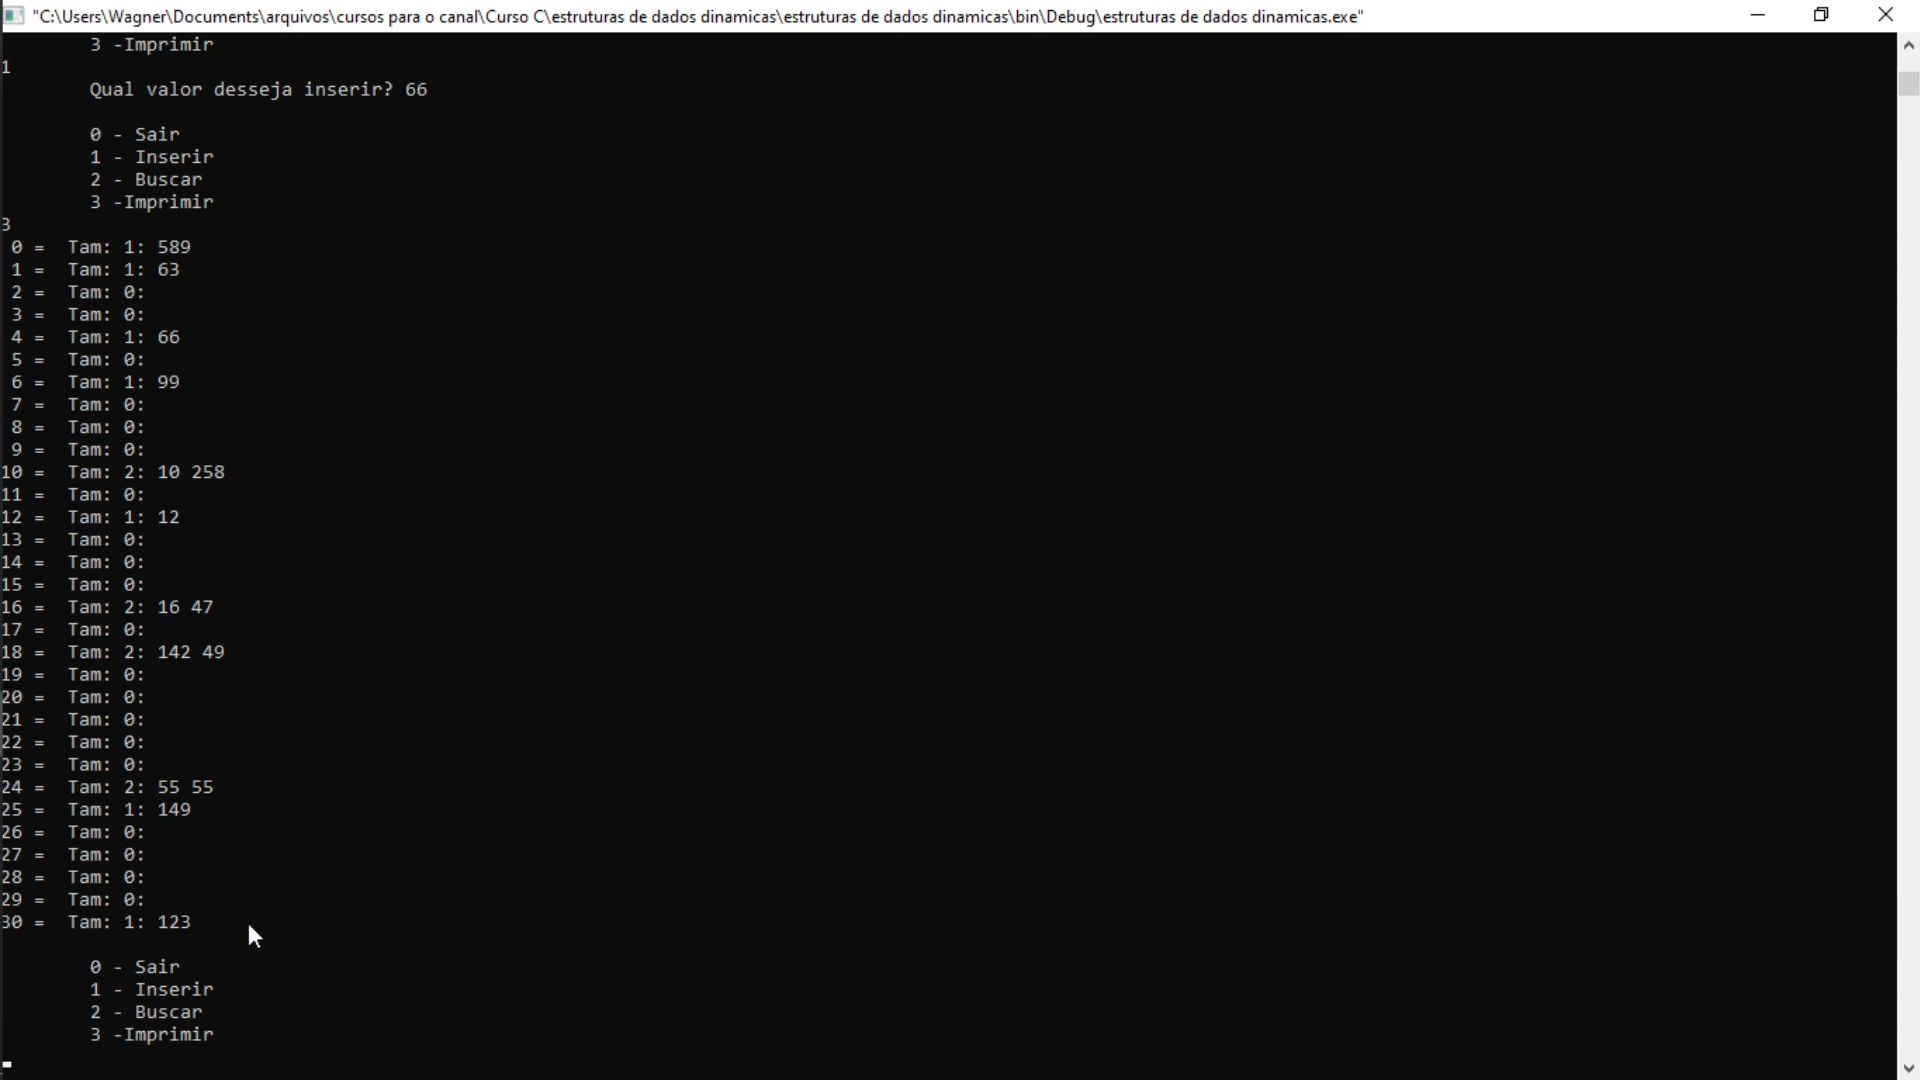 "C:\Users\Wagner\Documents\arquivos\cursos para o canal\Curso C\estruturas de dados dinamicas\estruturas de dados dinamicas\bin\Debug\estruturas de dados dinamicas.exe"
3 -Imprimir
1
Qual valor desseja inserir? 66
0 - Sair
1 - Inserir
2 - Buscar
3 -Imprimir
3
0 = Tam: 1: 589
1 = Tam: 1: 63
2 = Tam: 0:
3 = Tam: 0:
4 = Tam: 1: 66
5 = Tam: 0:
6 = Tam: 1: 99
7 = Tam: 0:
8 = Tam: 0:
9 = Tam: 0:
10 = Tam: 2: 10 258
11 = Tam: 0:
12 = Tam: 1: 12
13 = Tam: 0:
14 = Tam: 0:
15 = Tam: 0:
16 = Tam: 2: 16 47
17 = Tam: 0:
18 = Tam: 2: 142 49
19 = Tam: 0:
20 = Tam: 0:
21 = Tam: 0:
22 = Tam: 0:
23 = Tam: 0:
24 = Tam: 2: 55 55
25 = Tam: 1: 149
26 = Tam: 0:
27 = Tam: 0:
28 = Tam: 0:
29 = Tam: 0:
30 = Tam: 1: 123
0 - Sair
1 - Inserir
2 - Buscar
3 -Imprimir